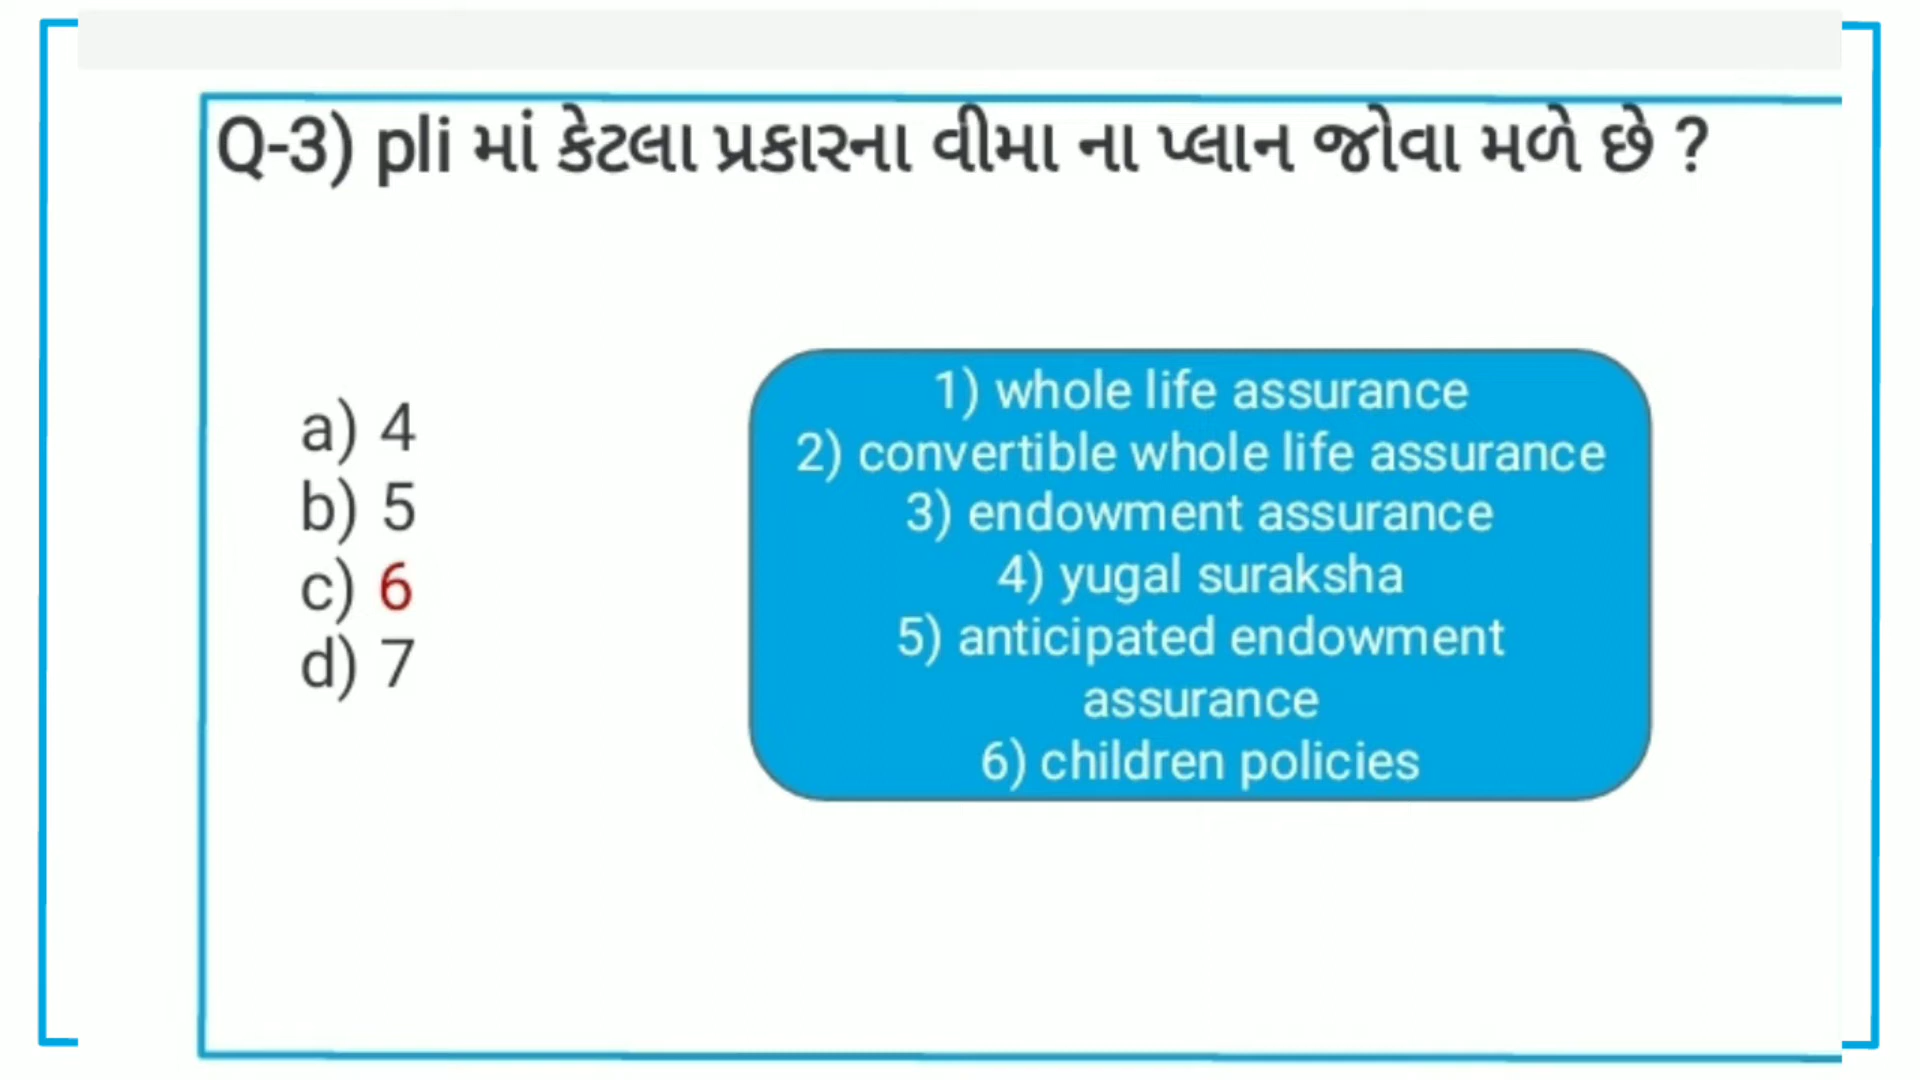 Q-3) pli માં કેટલા પ્રકારના વીમા ના પ્લાન જોવા મળે છે ?
a) 4
b) 5
c) 6
d) 7
1) whole life assurance
2) convertible whole life assurance
3) endowment assurance
4) yugal suraksha
5) anticipated endowment
assurance
6) children policies